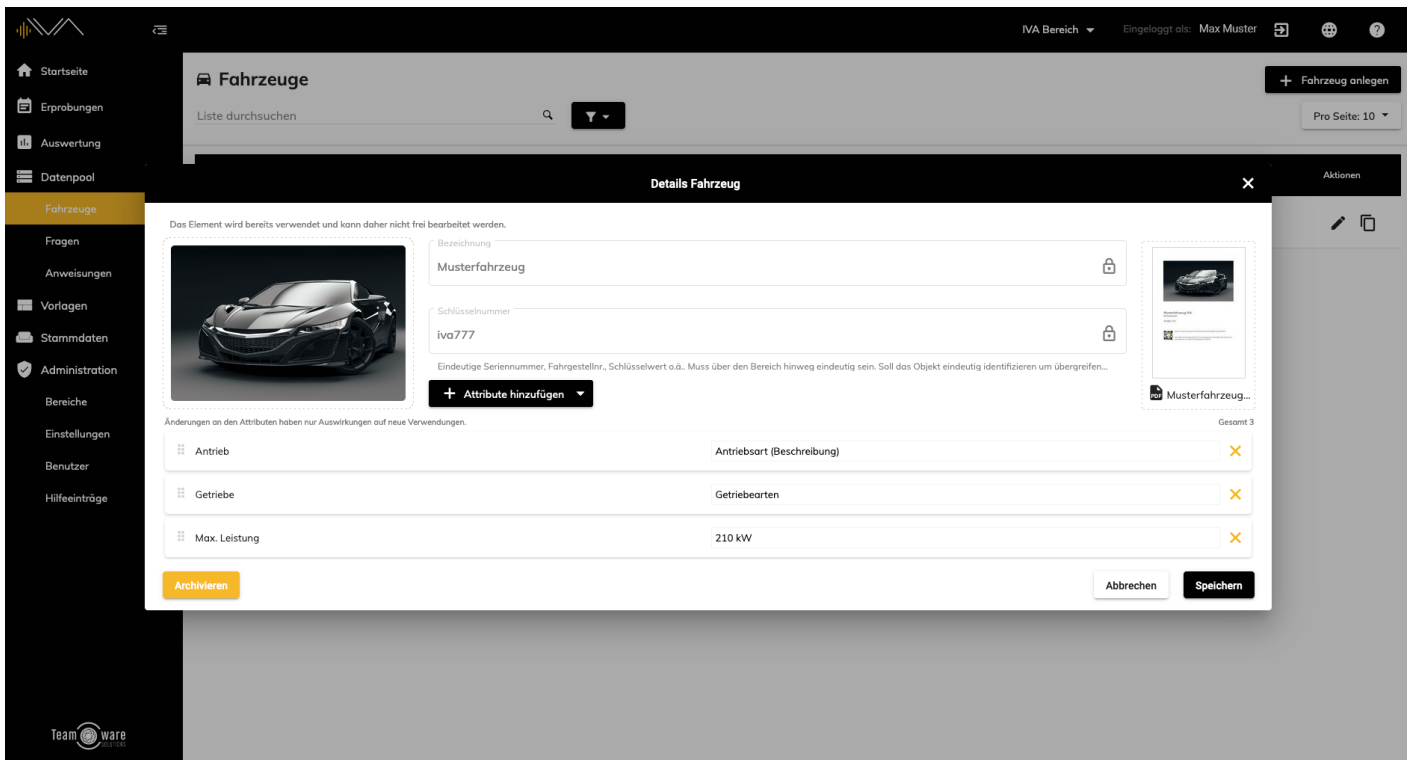 IVA Bereich
Eingeloggt als: Max Muster
Startseite
Erprobungen
Auswertung
Datenpool
Fahrzeuge
Fragen
Anweisungen
Vorlagen
Stammdaten
Administration
Bereiche
Einstellungen
Benutzer
Hilfeeinträge
Team ware
SOLUTIONS
Fahrzeuge
Fahrzeug anlegen
Liste durchsuchen
Pro Seite: 10
Aktionen
Details Fahrzeug
Das Element wird bereits verwendet und kann daher nicht frei bearbeitet werden.
Bezeichnung
Musterfahrzeug
Schlüsselnummer
iva777
Eindeutige Seriennummer, Fahrgestellnr., Schlüsselwert o.ä.. Muss über den Bereich hinweg eindeutig sein. Soll das Objekt eindeutig identifizieren um übergreifen...
Attribute hinzufügen
PDF Musterfahrzeug...
Änderungen an den Attributen haben nur Auswirkungen auf neue Verwendungen.
Gesamt 3
Antrieb Antriebsart (Beschreibung)
Getriebe Getriebearten
Max. Leistung 210 kW
Archivieren
Abbrechen
Speichern